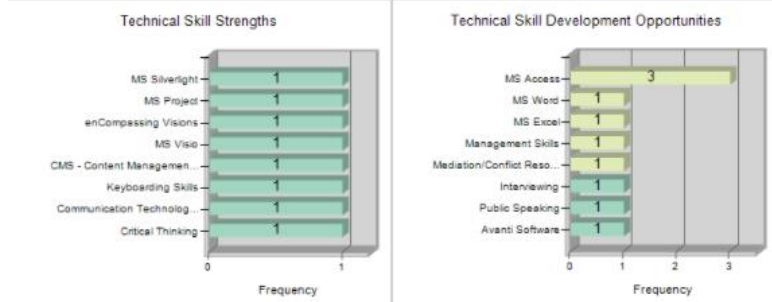 Technical Skill Strengths
MS Silverlight 1
MS Project 1
enCompassing Visions 1
MS Visio 1
CMS - Content Managemen... 1
Keyboarding Skills 1
Communication Technolog... 1
Critical Thinking 1
0 1
Frequency
Technical Skill Development Opportunities
MS Access 3
MS Word 1
MS Excel 1
Management Skills 1
Mediation/Conflict Reso... 1
Interviewing 1
Public Speaking 1
Avanti Software 1
0 1 2 3
Frequency